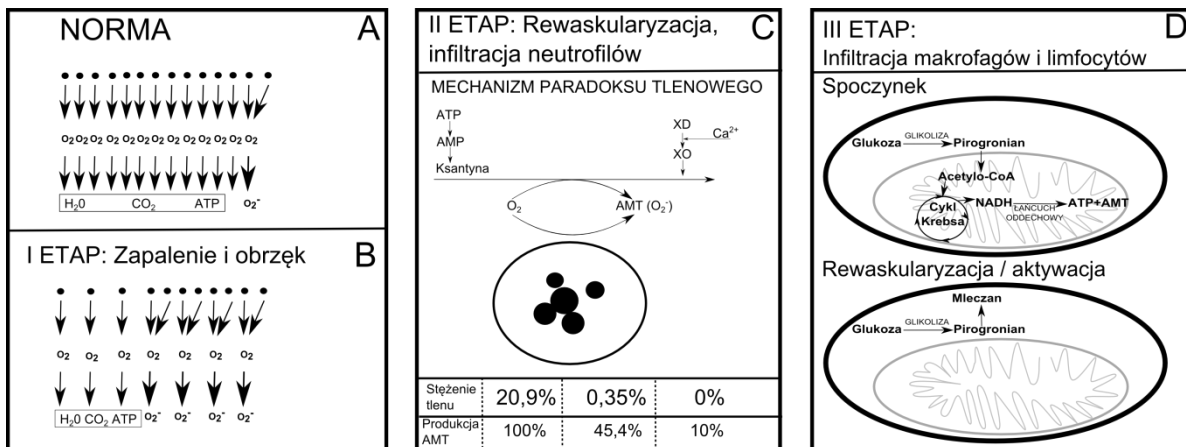 NORMA A
O₂ O₂ O₂ O₂ O₂ O₂ O₂ O₂ O₂ O₂ O₂ O₂
H₂0 CO₂ ATP O₂⁻
I ETAP: Zapalenie i obrzęk B
O₂ O₂ O₂ O₂ O₂ O₂ O₂
H₂0 CO₂ ATP O₂⁻ O₂⁻ O₂⁻ O₂⁻
II ETAP: Rewaskularyzacja, C
infiltracja neutrofilów
MECHANIZM PARADOKSU TLENOWEGO
ATP
AMP
Ksantyna
XD
Ca²⁺
XO
O₂ AMT (O₂⁻)
Stężenie tlenu 20,9% 0,35% 0%
Produkcja AMT 100% 45,4% 10%
III ETAP: D
Infiltracja makrofagów i limfocytów
Spoczynek
Glukoza GLIKOLIZA Pirogronian
Acetylo-CoA
Cykl Krebsa NADH ŁAŃCUCH ODDECHOWY ATP+AMT
Rewaskularyzacja / aktywacja
Mleczan
Glukoza GLIKOLIZA Pirogronian